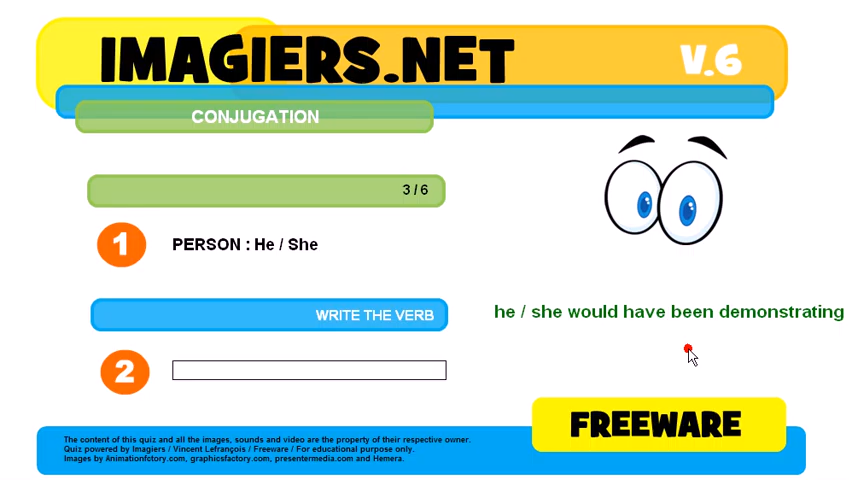 IMAGIERS.NET
V.6
CONJUGATION
3 / 6
1
PERSON : He / She
WRITE THE VERB
he / she would have been demonstrating
2
FREEWARE
The content of this quiz and all the images, sounds and video are the property of their respective owner.
Quiz powered by Imagiers / Vincent Lefrançois / Freeware / For educational purpose only.
Images by Animationfctory.com, graphicsfactory.com, presentermedia.com and Hemera.